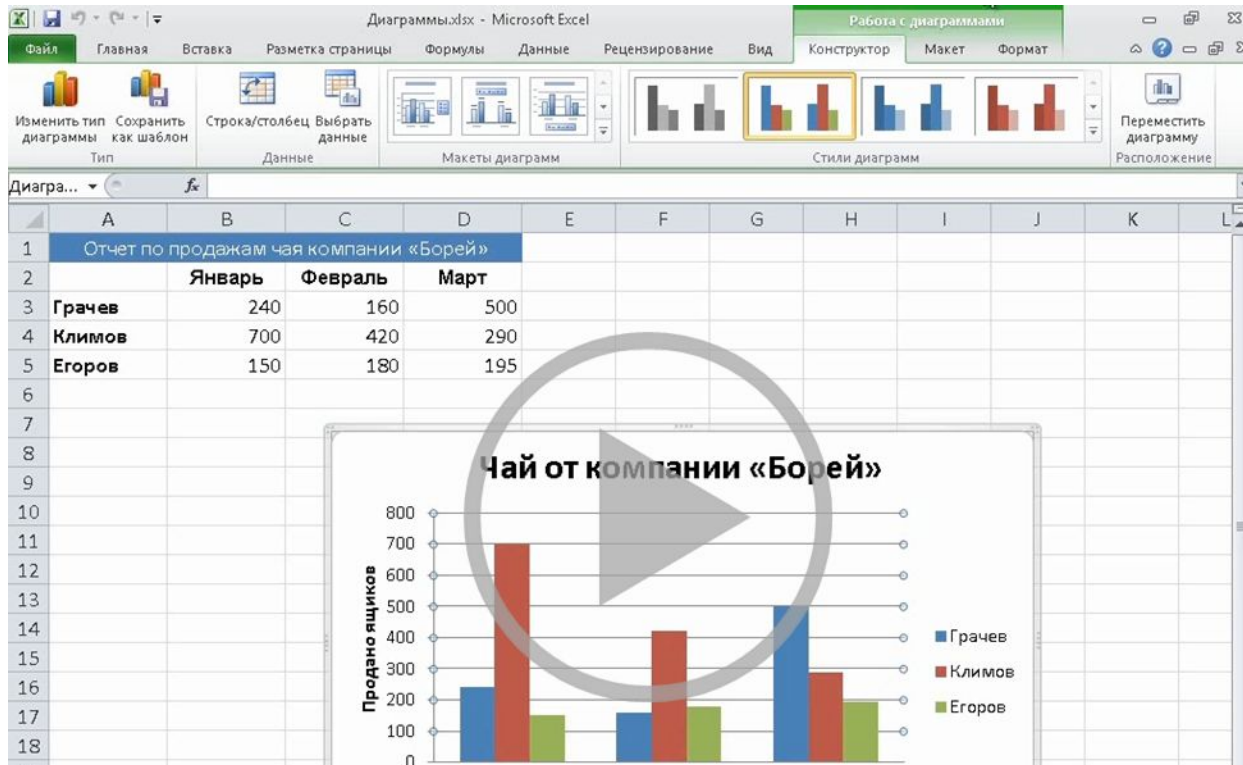 Диаграммы.xlsx - Microsoft Excel
Работа с диаграммами
Файл Главная Вставка Разметка страницы Формулы Данные Рецензирование Вид Конструктор Макет Формат
Изменить тип диаграммы
Сохранить как шаблон
Строка/столбец
Выбрать данные
Переместить диаграмму
Тип Данные Макеты диаграмм Стили диаграмм Расположение
Диагра... fx
A B C D E F G H I J K L
1 Отчет по продажам чая компании «Борей»
2 Январь Февраль Март
3 Грачев 240 160 500
4 Климов 700 420 290
5 Егоров 150 180 195
6
7
8
9
10
11
12
13
14
15
16
17
18
Чай от компании «Борей»
Продано ящиков
800
700
600
500
400
300
200
100
0
Грачев
Климов
Егоров